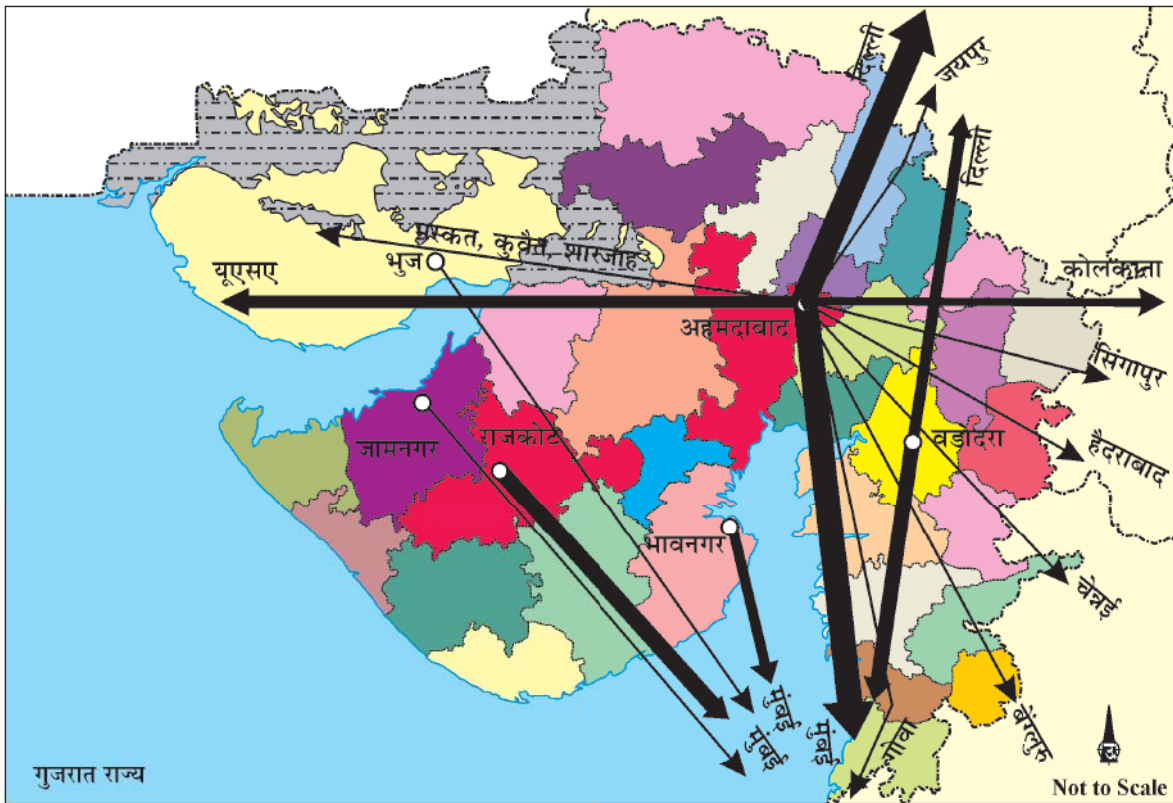 दिल्ली
जयपुर
दिल्ली
मस्कत, कुवैत, शारजाह
भुज
यूएसए
कोलकाता
अहमदाबाद
सिंगापुर
हैदराबाद
राजकोट
जामनगर
वडोदरा
भावनगर
चेन्नई
मुंबई
मुंबई
मुंबई
गोवा
बेंग्लुरु
गुजरात राज्य
Not to Scale